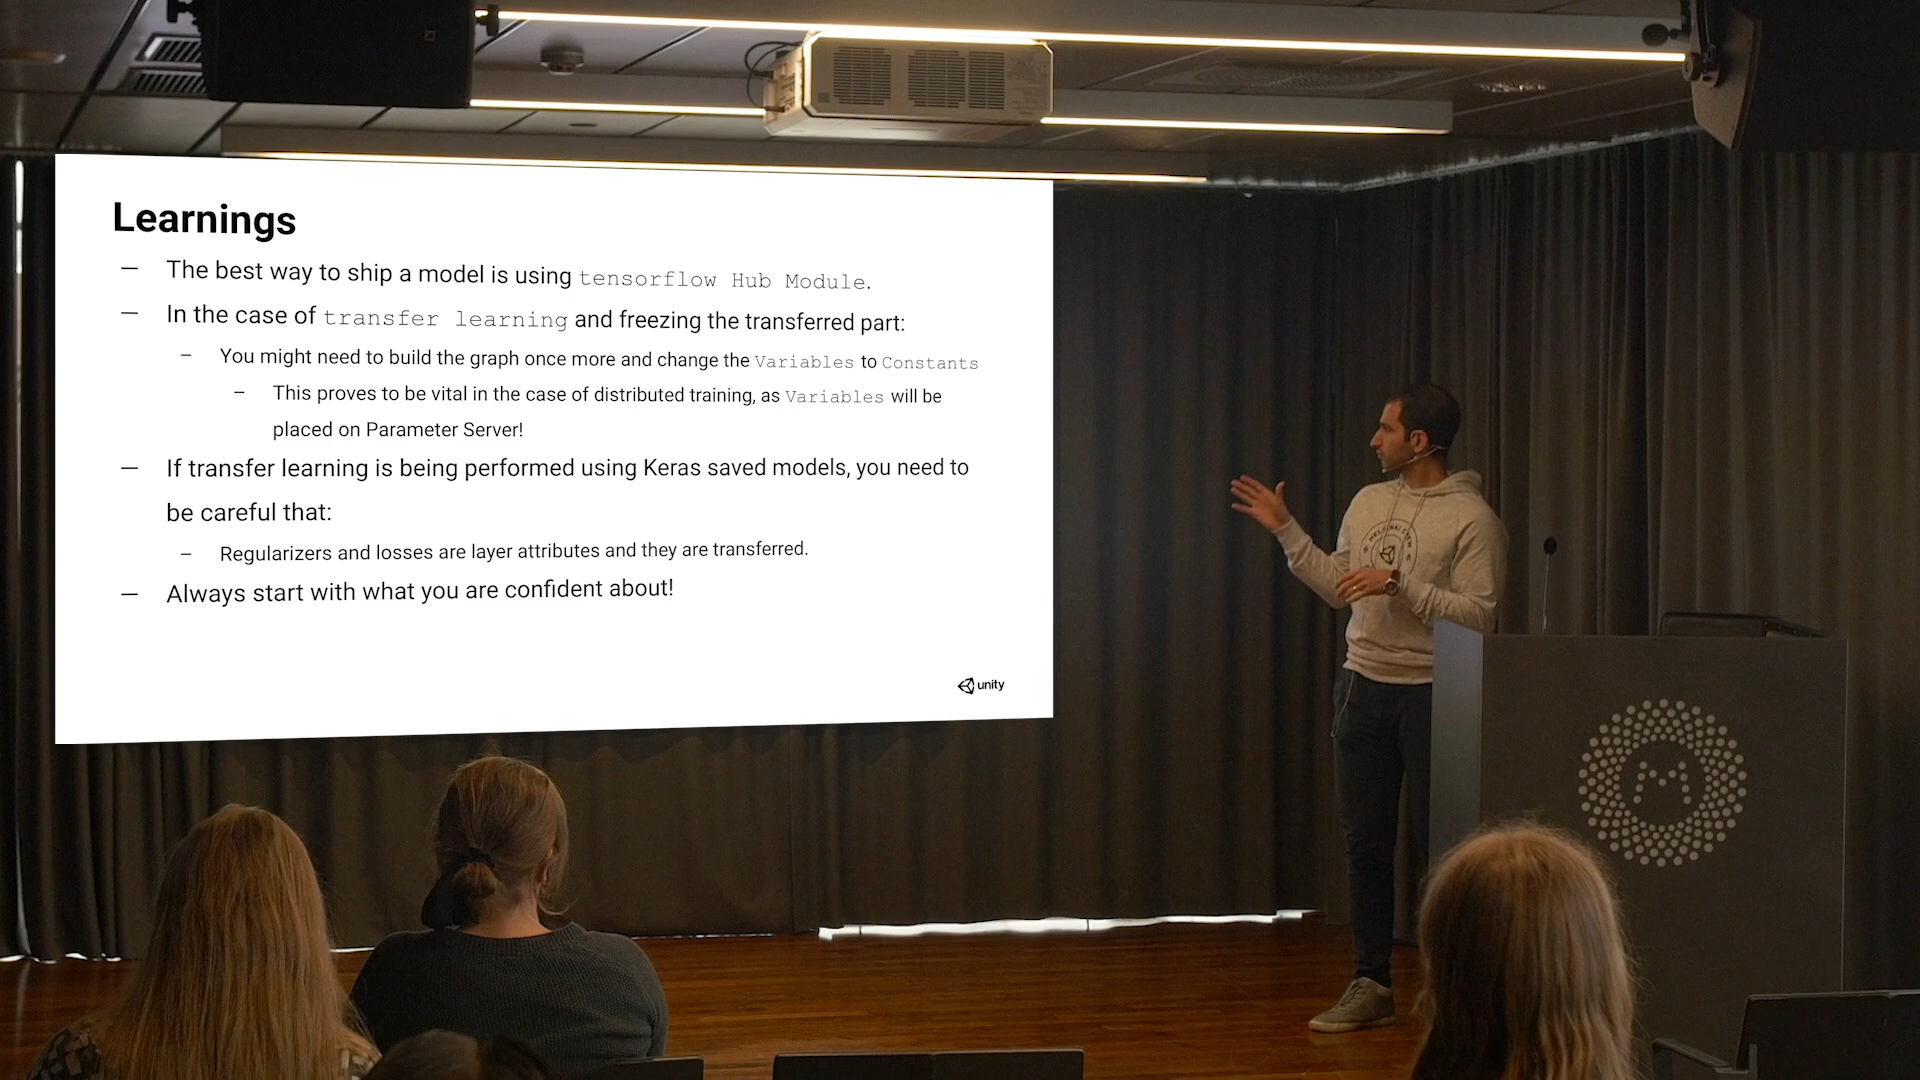 Learnings
— The best way to ship a model is using tensorflow Hub Module.
— In the case of transfer learning and freezing the transferred part:
– You might need to build the graph once more and change the Variables to Constants
– This proves to be vital in the case of distributed training, as Variables will be
placed on Parameter Server!
— If transfer learning is being performed using Keras saved models, you need to
be careful that:
– Regularizers and losses are layer attributes and they are transferred.
— Always start with what you are confident about!
unity
HELSINKI CREW
M